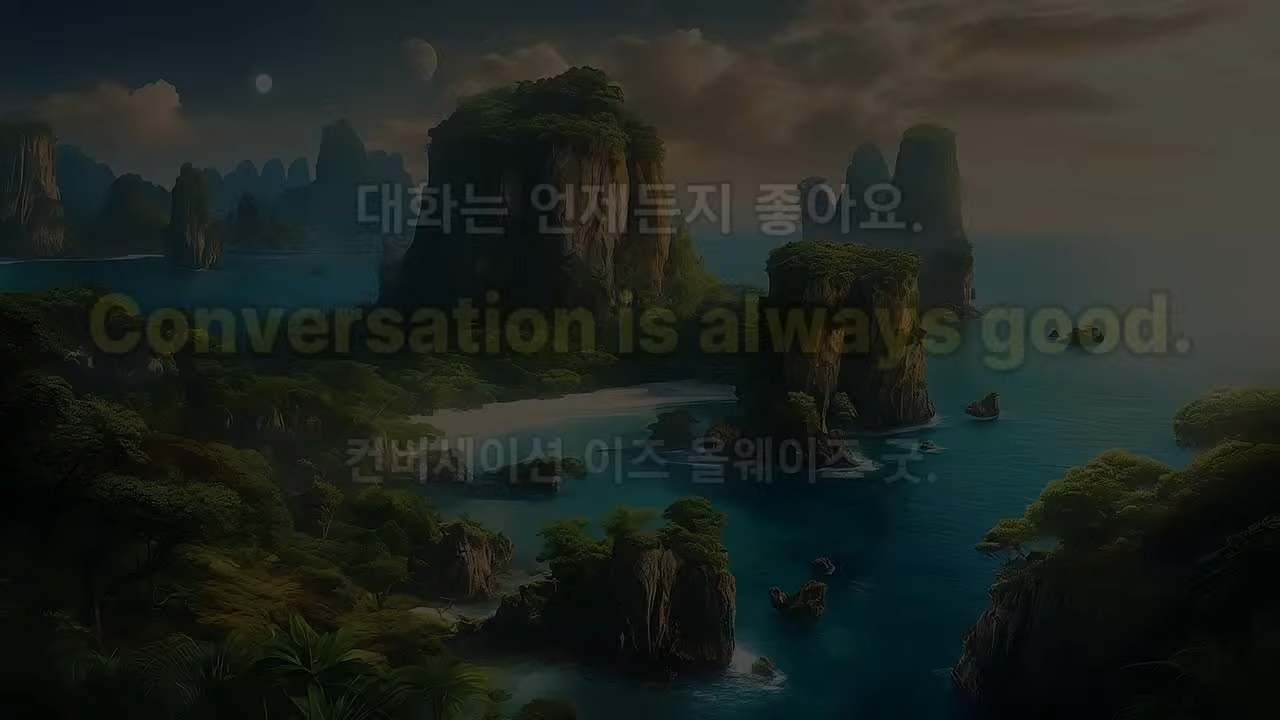 대화는 언제든지 좋아요.
Conversation is always good.
컨버세이션 이즈 올웨이즈 굿.